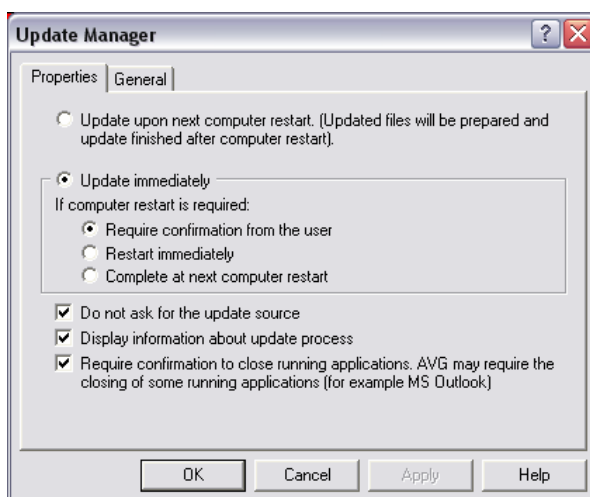 Update Manager
Properties
General
Update upon next computer restart. (Updated files will be prepared and
update finished after computer restart).
Update immediately
If computer restart is required:
Require confirmation from the user
Restart immediately
Complete at next computer restart
Do not ask for the update source
Display information about update process
Require confirmation to close running applications. AVG may require the
closing of some running applications (for example MS Outlook)
OK
Cancel
Apply
Help